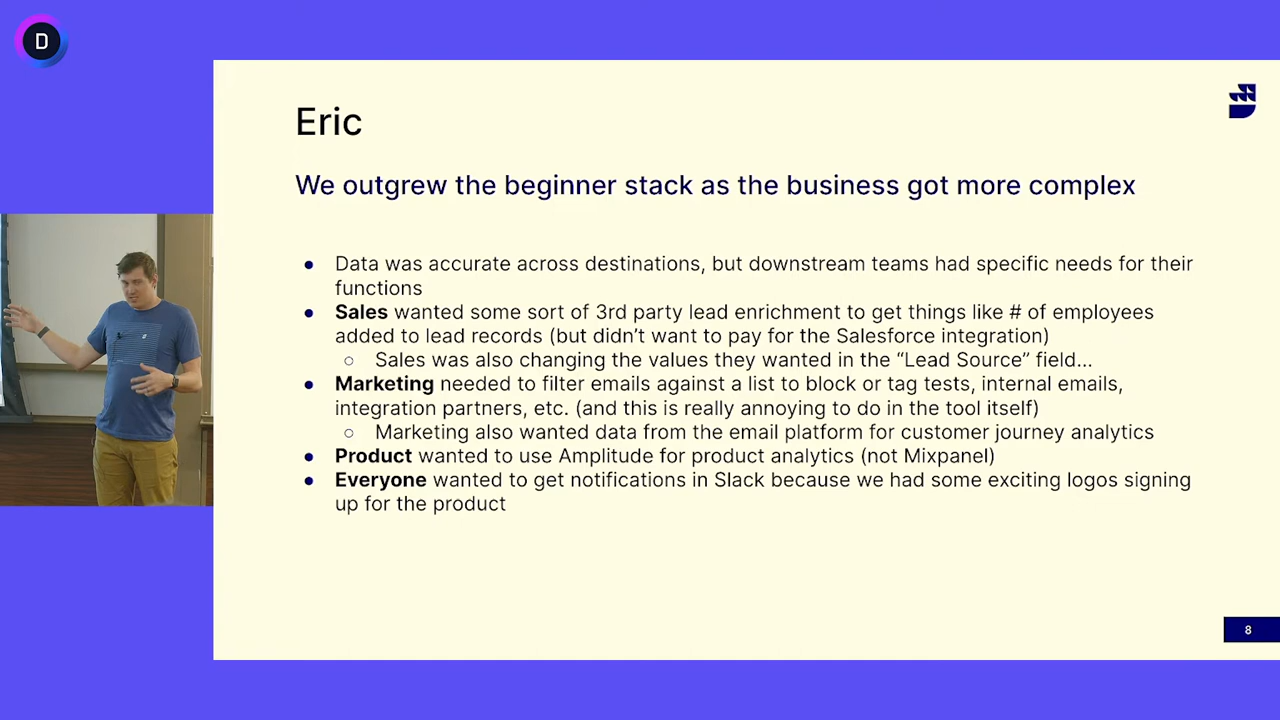 D
Eric
We outgrew the beginner stack as the business got more complex
● Data was accurate across destinations, but downstream teams had specific needs for their
functions
● Sales wanted some sort of 3rd party lead enrichment to get things like # of employees
added to lead records (but didn’t want to pay for the Salesforce integration)
○ Sales was also changing the values they wanted in the “Lead Source” field...
● Marketing needed to filter emails against a list to block or tag tests, internal emails,
integration partners, etc. (and this is really annoying to do in the tool itself)
○ Marketing also wanted data from the email platform for customer journey analytics
● Product wanted to use Amplitude for product analytics (not Mixpanel)
● Everyone wanted to get notifications in Slack because we had some exciting logos signing
up for the product
8